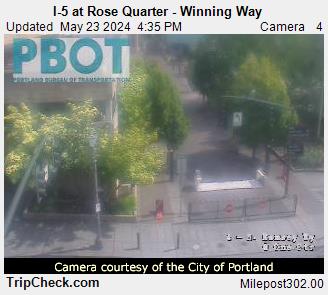 I-5 at Rose Quarter - Winning Way
Updated May 23 2024 4:35 PM Camera 4
PBOT
PORTLAND BUREAU OF TRANSPORTATION
Camera courtesy of the City of Portland
TripCheck.com Milepost302.00